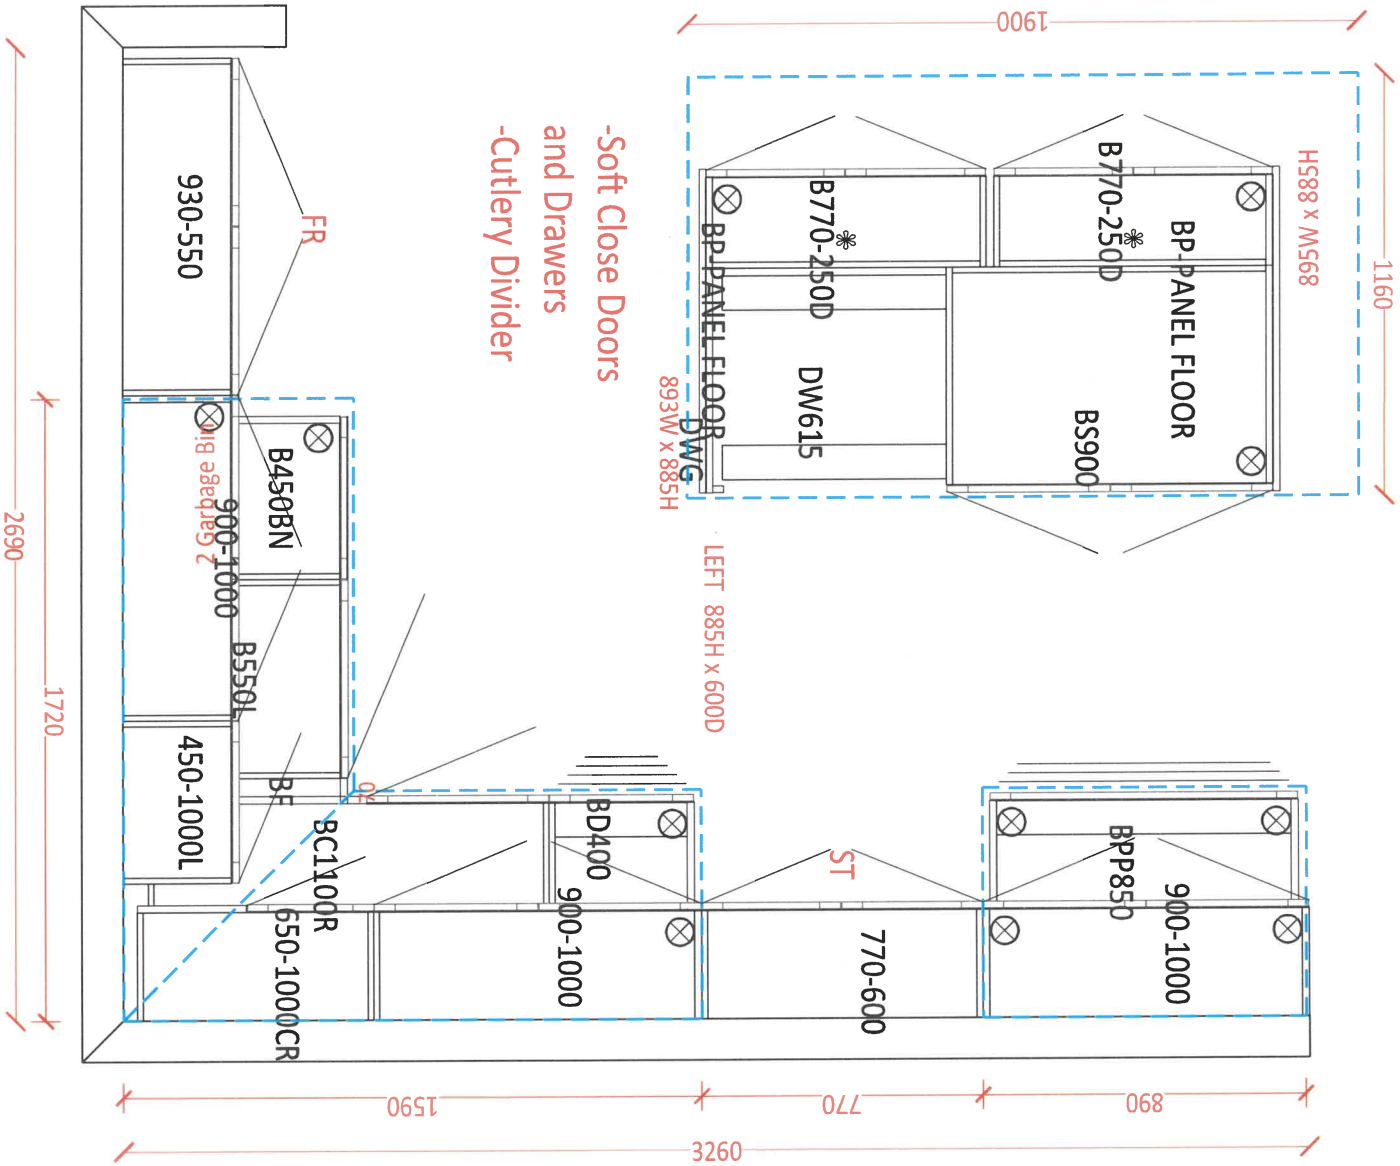 1900
1160
895W x 885H
B770-250D
BP-PANEL FLOOR
B770-250D
BP-PANEL FLOOR
BS900
DW615
DWG
893W x 885H
LEFT 885H x 600D
-Soft Close Doors
and Drawers
-Cutlery Divider
FR
930-550
2690
1720
2 Garbage Bin
B450BN
900-1000
B550L
450-1000L
BF
70
BC1100R
650-1000CR
BD400
900-1000
ST
770-600
BPP850
900-1000
1590
770
890
3260